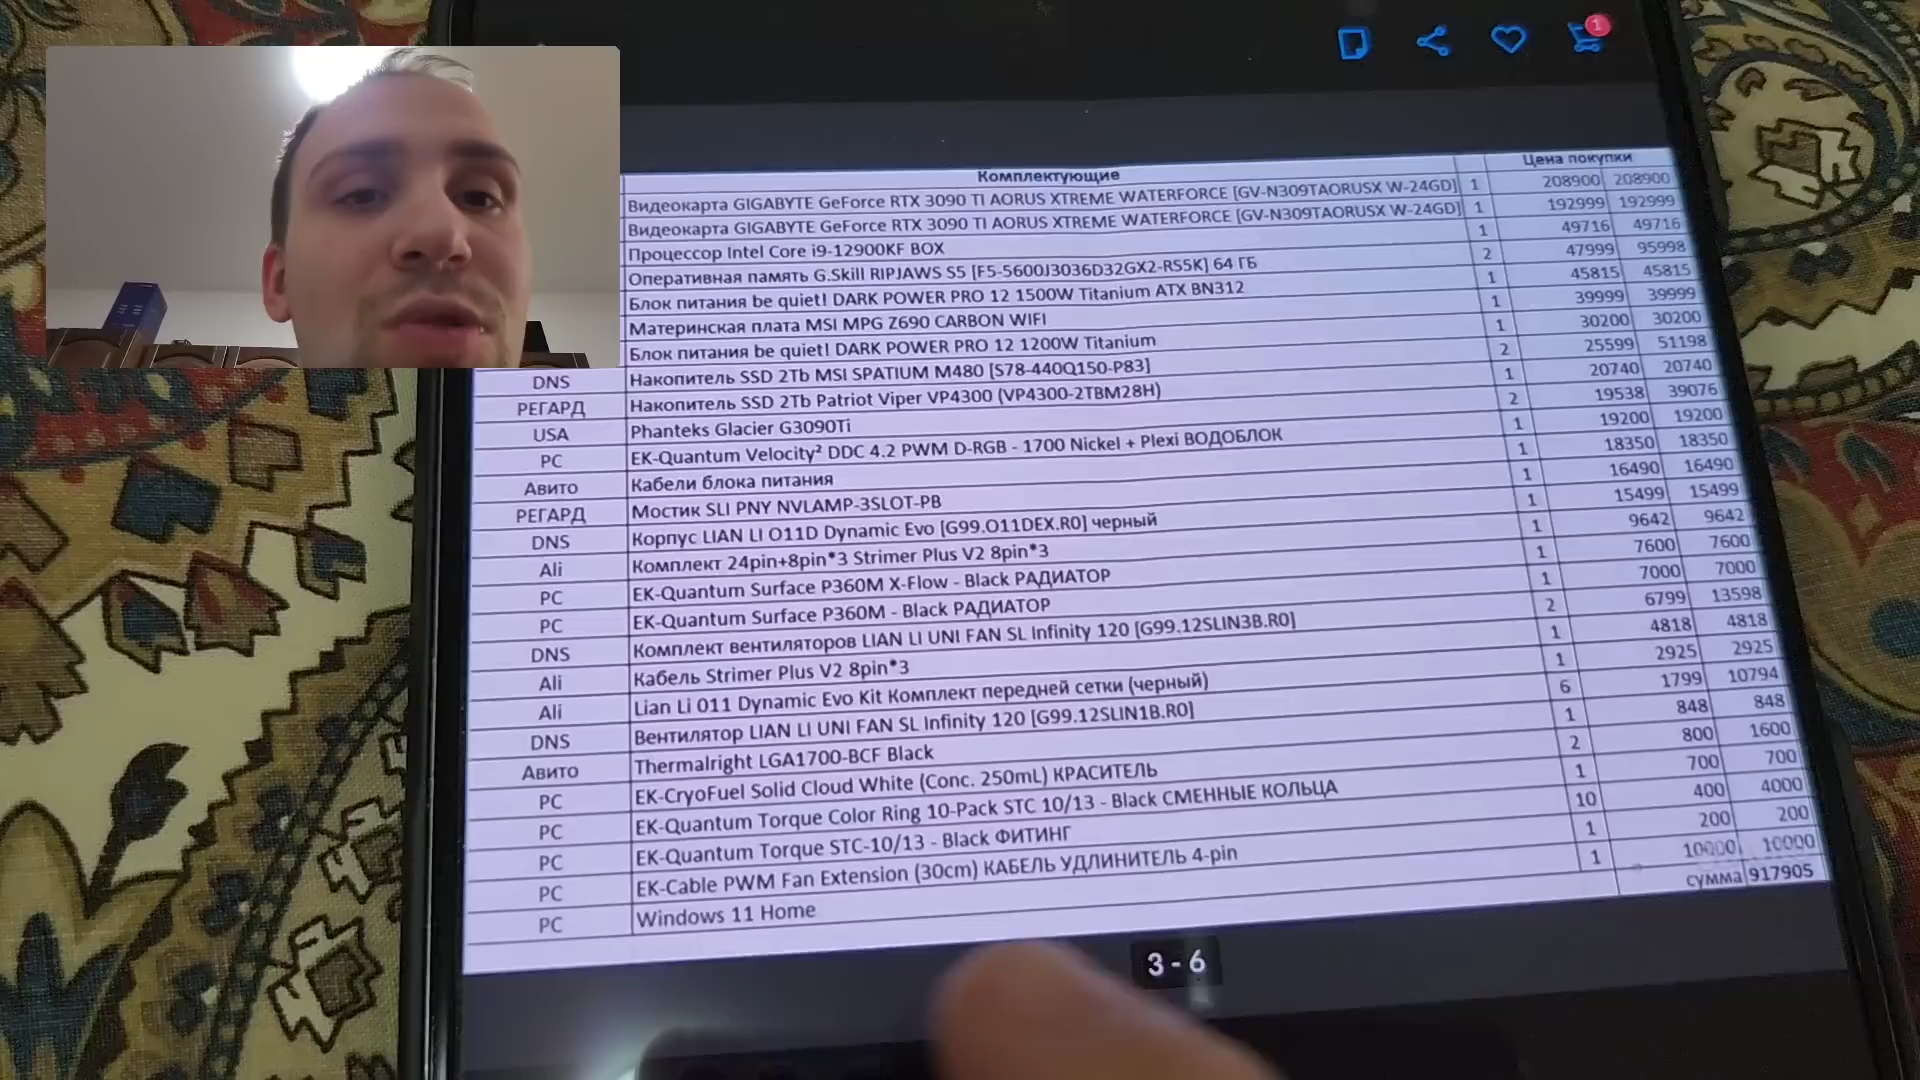 Комплектующие Цена покупки
Видеокарта GIGABYTE GeForce RTX 3090 TI AORUS XTREME WATERFORCE [GV-N309TAORUSX W-24GD] 1 208900 208900
Видеокарта GIGABYTE GeForce RTX 3090 TI AORUS XTREME WATERFORCE [GV-N309TAORUSX W-24GD] 1 192999 192999
Процессор Intel Core i9-12900KF BOX 1 49716 49716
Оперативная память G.Skill RIPJAWS S5 [F5-5600J3036D32GX2-RS5K] 64 ГБ 2 47999 95998
Блок питания be quiet! DARK POWER PRO 12 1500W Titanium ATX BN312 1 45815 45815
Материнская плата MSI MPG Z690 CARBON WIFI 1 39999 39999
Блок питания be quiet! DARK POWER PRO 12 1200W Titanium 1 30200 30200
DNS Накопитель SSD 2Tb MSI SPATIUM M480 [S78-440Q150-P83] 2 25599 51198
РЕГАРД Накопитель SSD 2Tb Patriot Viper VP4300 (VP4300-2TBM28H) 1 20740 20740
USA Phanteks Glacier G3090Ti 2 19538 39076
PC EK-Quantum Velocity² DDC 4.2 PWM D-RGB - 1700 Nickel + Plexi ВОДОБЛОК 1 19200 19200
Авито Кабели блока питания 1 18350 18350
РЕГАРД Мостик SLI PNY NVLAMP-3SLOT-PB 1 16490 16490
DNS Корпус LIAN LI O11D Dynamic Evo [G99.O11DEX.R0] черный 1 15499 15499
Ali Комплект 24pin+8pin*3 Strimer Plus V2 8pin*3 1 9642 9642
PC EK-Quantum Surface P360M X-Flow - Black РАДИАТОР 1 7600 7600
PC EK-Quantum Surface P360M - Black РАДИАТОР 1 7000 7000
DNS Комплект вентиляторов LIAN LI UNI FAN SL Infinity 120 [G99.12SLIN3B.R0] 2 6799 13598
Ali Кабель Strimer Plus V2 8pin*3 1 4818 4818
Ali Lian Li 011 Dynamic Evo Kit Комплект передней сетки (черный) 1 2925 2925
DNS Вентилятор LIAN LI UNI FAN SL Infinity 120 [G99.12SLIN1B.R0] 6 1799 10794
Авито Thermalright LGA1700-BCF Black 1 848 848
PC EK-CryoFuel Solid Cloud White (Conc. 250mL) КРАСИТЕЛЬ 2 800 1600
PC EK-Quantum Torque Color Ring 10-Pack STC 10/13 - Black СМЕННЫЕ КОЛЬЦА 1 700 700
PC EK-Quantum Torque STC-10/13 - Black ФИТИНГ 10 400 4000
PC EK-Cable PWM Fan Extension (30cm) КАБЕЛЬ УДЛИНИТЕЛЬ 4-pin 1 200 200
PC Windows 11 Home 1 10000 10000
сумма 917905
3 - 6
1